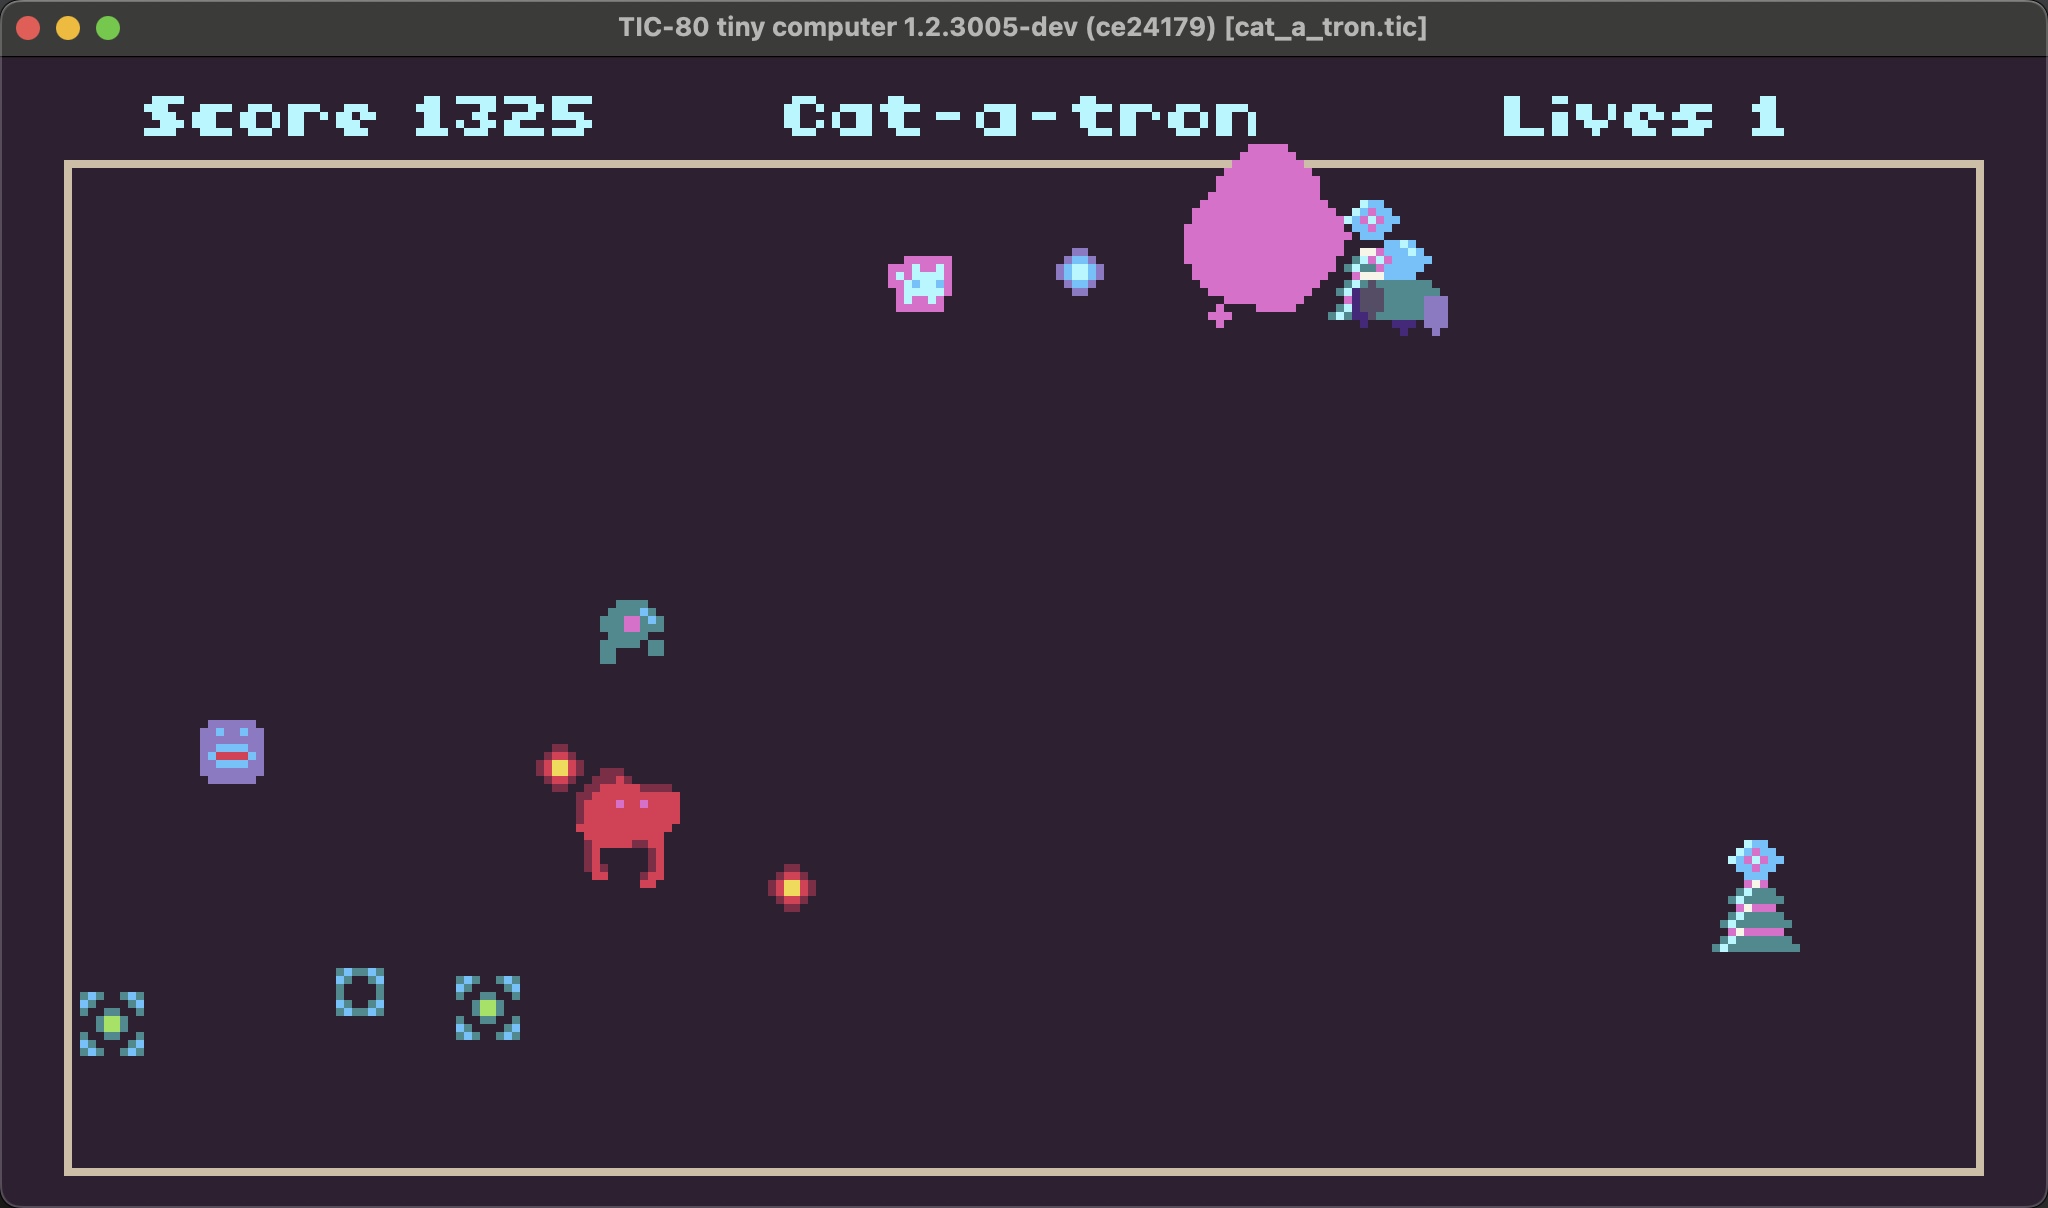 TIC-80 tiny computer 1.2.3005-dev (ce24179) [cat_a_tron.tic]
Score 1325 Cat-a-tron Lives 1